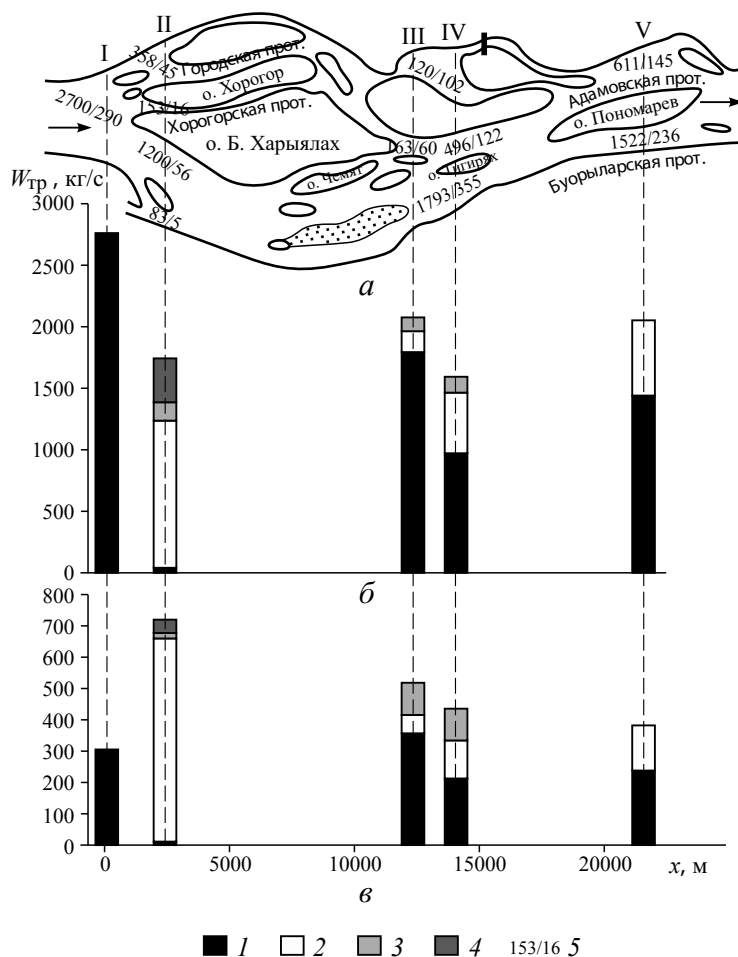 I II III IV V
358/45
Городская прот.
о. Хорогор
153/16
Хорогорская прот.
2700/290
о. Б. Харыялах
1200/56
83/5
о. Чемят
120/102
163/60
496/122
о. Тигирях
1793/355
611/145
Адамовская прот.
о. Пономарев
1522/236
Буорыларская прот.
Wтр, кг/с
а
3000
2500
2000
1500
1000
500
0
б
800
700
600
500
400
300
200
100
0
0 5000 10000 15000 20000 x, м
в
1 2 3 4 153/16 5